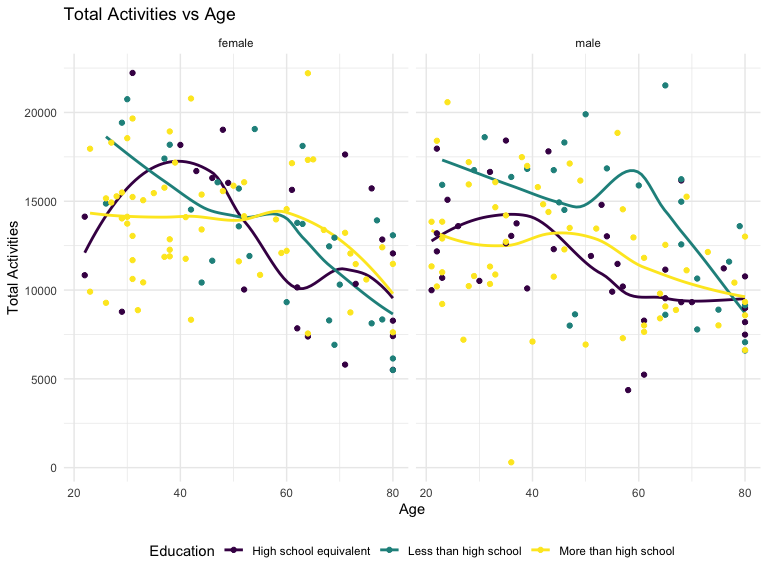 Total Activities vs Age
female male
20000
15000
10000
5000
0
Total Activities
20 40 60 80 20 40 60 80
Age
Education High school equivalent Less than high school More than high school